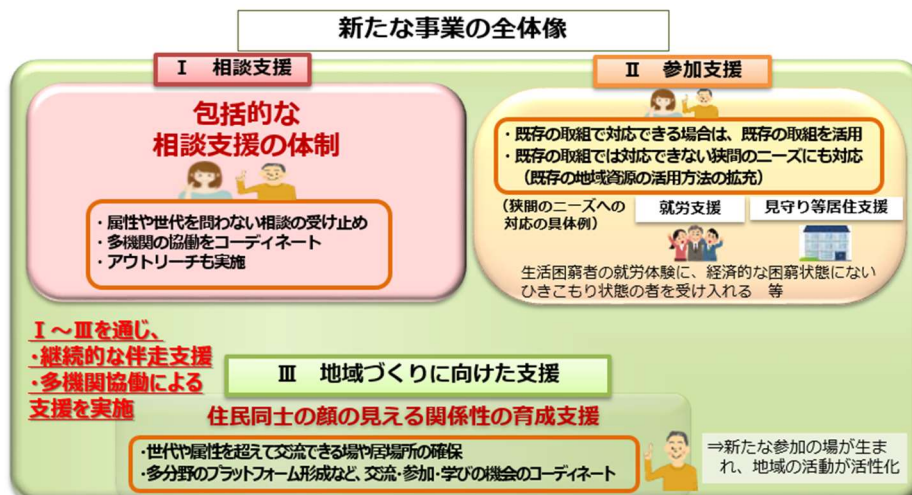 新たな事業の全体像
Ⅰ 相談支援
包括的な
相談支援の体制
・属性や世代を問わない相談の受け止め
・多機関の協働をコーディネート
・アウトリーチも実施
Ⅱ 参加支援
・既存の取組で対応できる場合は、既存の取組を活用
・既存の取組では対応できない狭間のニーズにも対応
（既存の地域資源の活用方法の拡充）
（狭間のニーズへの
対応の具体例）
就労支援
見守り等居住支援
生活困窮者の就労体験に、経済的な困窮状態にない
ひきこもり状態の者を受け入れる 等
Ⅰ～Ⅲを通じ、
・継続的な伴走支援
・多機関協働による
支援を実施
Ⅲ 地域づくりに向けた支援
住民同士の顔の見える関係性の育成支援
・世代や属性を超えて交流できる場や居場所の確保
・多分野のプラットフォーム形成など、交流・参加・学びの機会のコーディネート
⇒新たな参加の場が生ま
れ、地域の活動が活性化